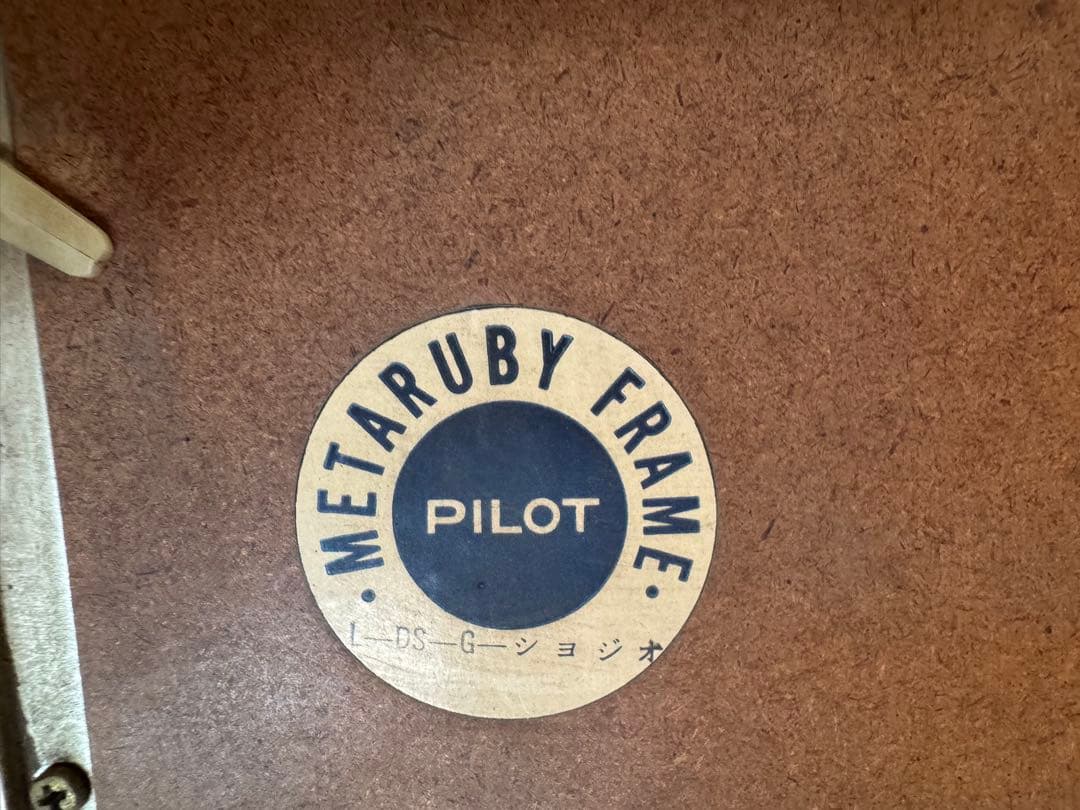 • METARUBY FRAME •
PILOT
L—DS—G—ショジオ